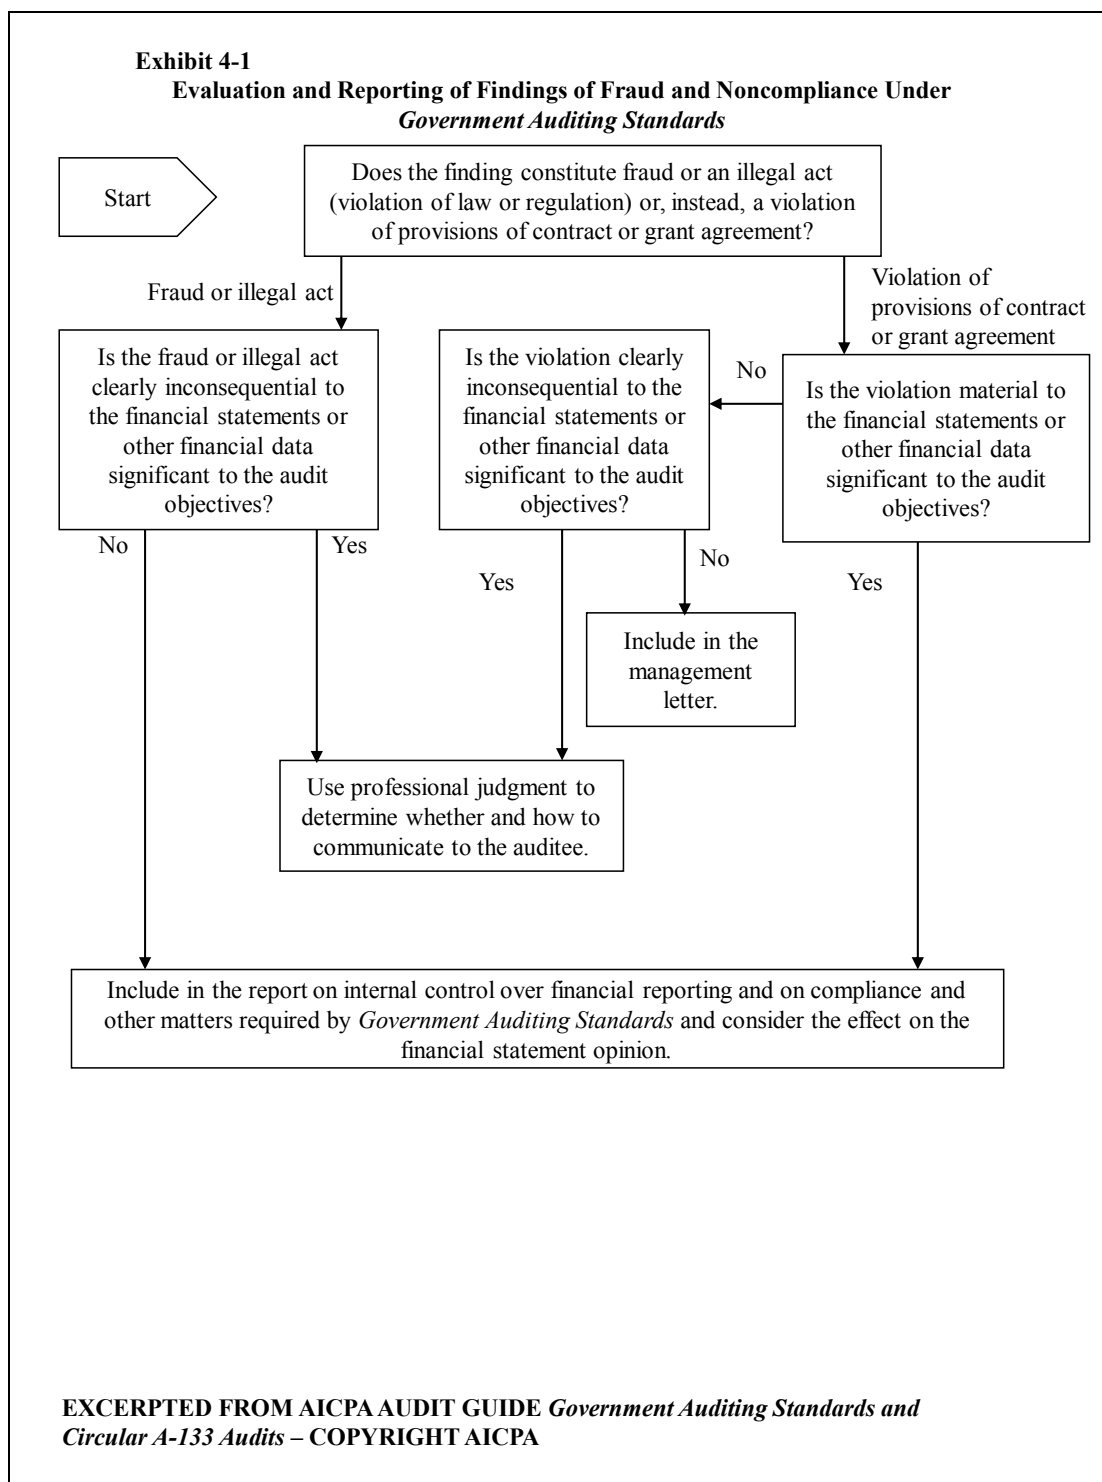 Exhibit 4-1
Evaluation and Reporting of Findings of Fraud and Noncompliance Under
Government Auditing Standards
Start
Does the finding constitute fraud or an illegal act
(violation of law or regulation) or, instead, a violation
of provisions of contract or grant agreement?
Fraud or illegal act
Violation of
provisions of contract
or grant agreement
Is the fraud or illegal act
clearly inconsequential to
the financial statements or
other financial data
significant to the audit
objectives?
Is the violation clearly
inconsequential to the
financial statements or
other financial data
significant to the audit
objectives?
No
Is the violation material to
the financial statements or
other financial data
significant to the audit
objectives?
No
Yes
Yes
No
Yes
Include in the
management
letter.
Use professional judgment to
determine whether and how to
communicate to the auditee.
Include in the report on internal control over financial reporting and on compliance and
other matters required by Government Auditing Standards and consider the effect on the
financial statement opinion.
EXCERPTED FROM AICPA AUDIT GUIDE Government Auditing Standards and
Circular A-133 Audits – COPYRIGHT AICPA